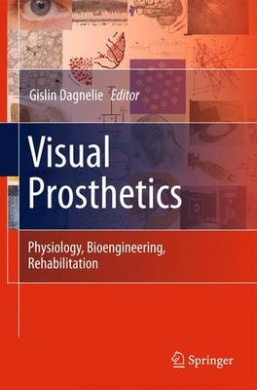 Gislin Dagnelie Editor
Visual
Prosthetics
Physiology, Bioengineering,
Rehabilitation
Springer